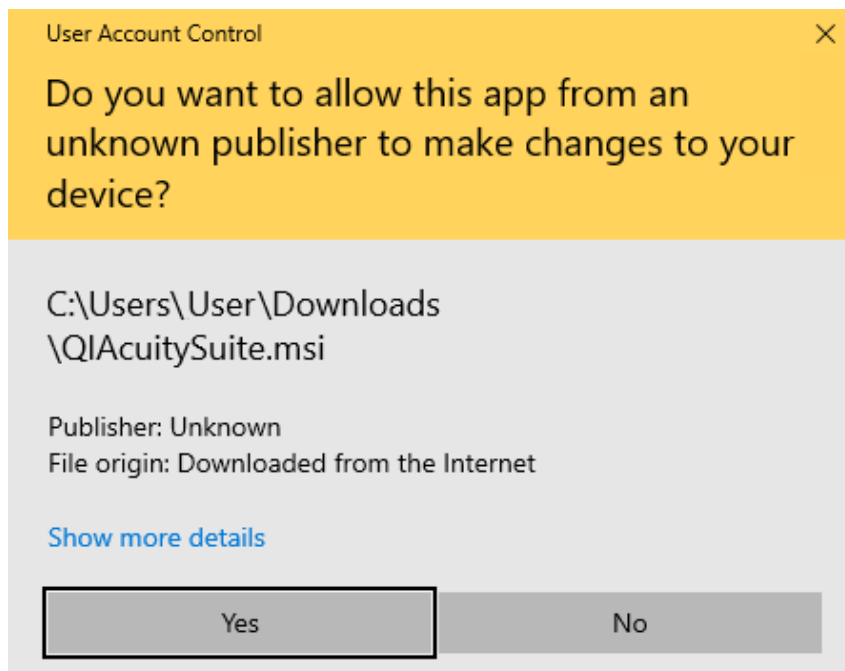 User Account Control
Do you want to allow this app from an
unknown publisher to make changes to your
device?
C:\Users\User\Downloads
\QIAcuitySuite.msi
Publisher: Unknown
File origin: Downloaded from the Internet
Show more details
Yes
No